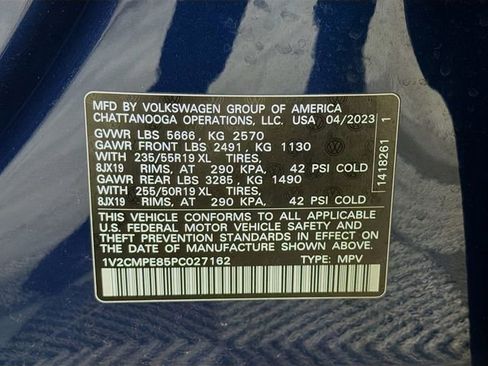 MFD BY VOLKSWAGEN GROUP OF AMERICA
CHATTANOOGA OPERATIONS, LLC. USA 04/2023
GVWR LBS 5666, KG 2570
GAWR FRONT LBS 2491, KG 1130
WITH 235/55R19 XL TIRES,
8JX19 RIMS, AT 290 KPA, 42 PSI COLD
GAWR REAR LBS 3285, KG 1490
WITH 255/50R19 XL TIRES,
8JX19 RIMS, AT 290 KPA, 42 PSI COLD
THIS VEHICLE CONFORMS TO ALL APPLICABLE
U.S. FEDERAL MOTOR VEHICLE SAFETY AND
THEFT PREVENTION STANDARDS IN EFFECT ON
THE DATE OF MANUFACTURE SHOWN ABOVE.
1V2CMPE85PC027162 TYPE: MPV
1418261 1